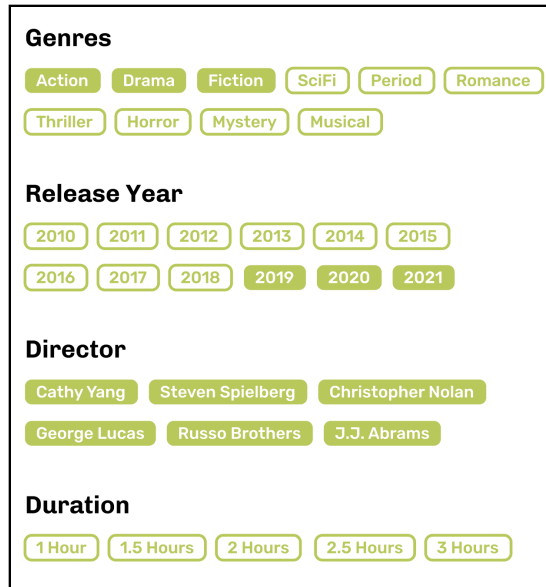 Genres
Action Drama Fiction SciFi Period Romance
Thriller Horror Mystery Musical
Release Year
2010 2011 2012 2013 2014 2015
2016 2017 2018 2019 2020 2021
Director
Cathy Yang Steven Spielberg Christopher Nolan
George Lucas Russo Brothers J.J. Abrams
Duration
1 Hour 1.5 Hours 2 Hours 2.5 Hours 3 Hours